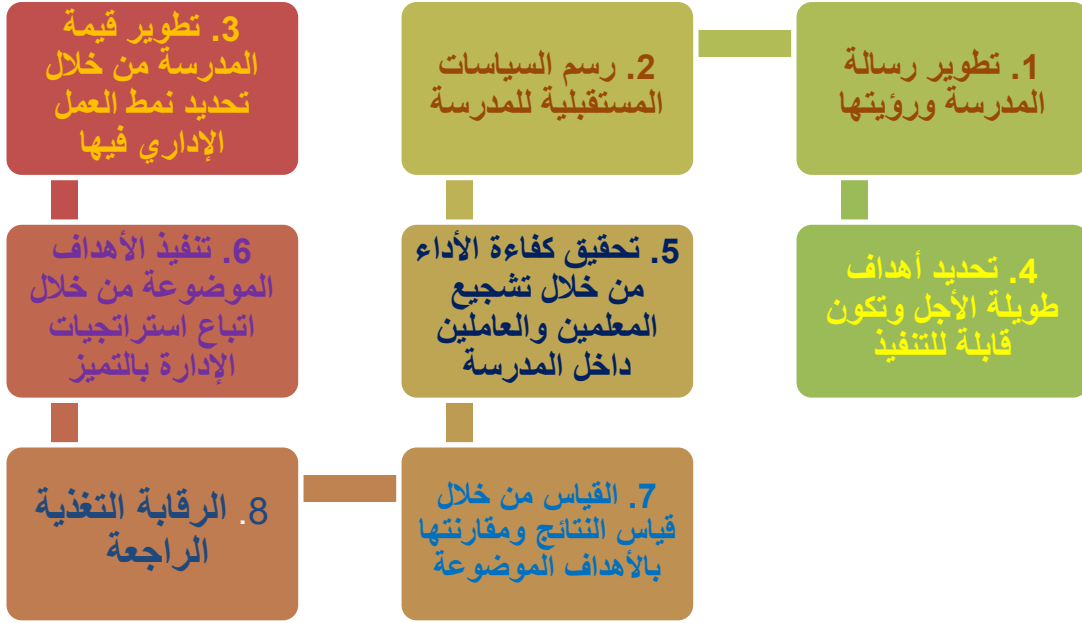 1. تطوير رسالة
المدرسة ورؤيتها
2. رسم السياسات
المستقبلية للمدرسة
3. تطوير قيمة
المدرسة من خلال
تحديد نمط العمل
الإداري فيها
4. تحديد أهداف
طويلة الأجل وتكون
قابلة للتنفيذ
5. تحقيق كفاءة الأداء
من خلال تشجيع
المعلمين والعاملين
داخل المدرسة
6. تنفيذ الأهداف
الموضوعة من خلال
اتباع استراتجيات
الإدارة بالتميز
7. القياس من خلال
قياس النتائج ومقارنتها
بالأهداف الموضوعة
8. الرقابة التغذية
الراجعة